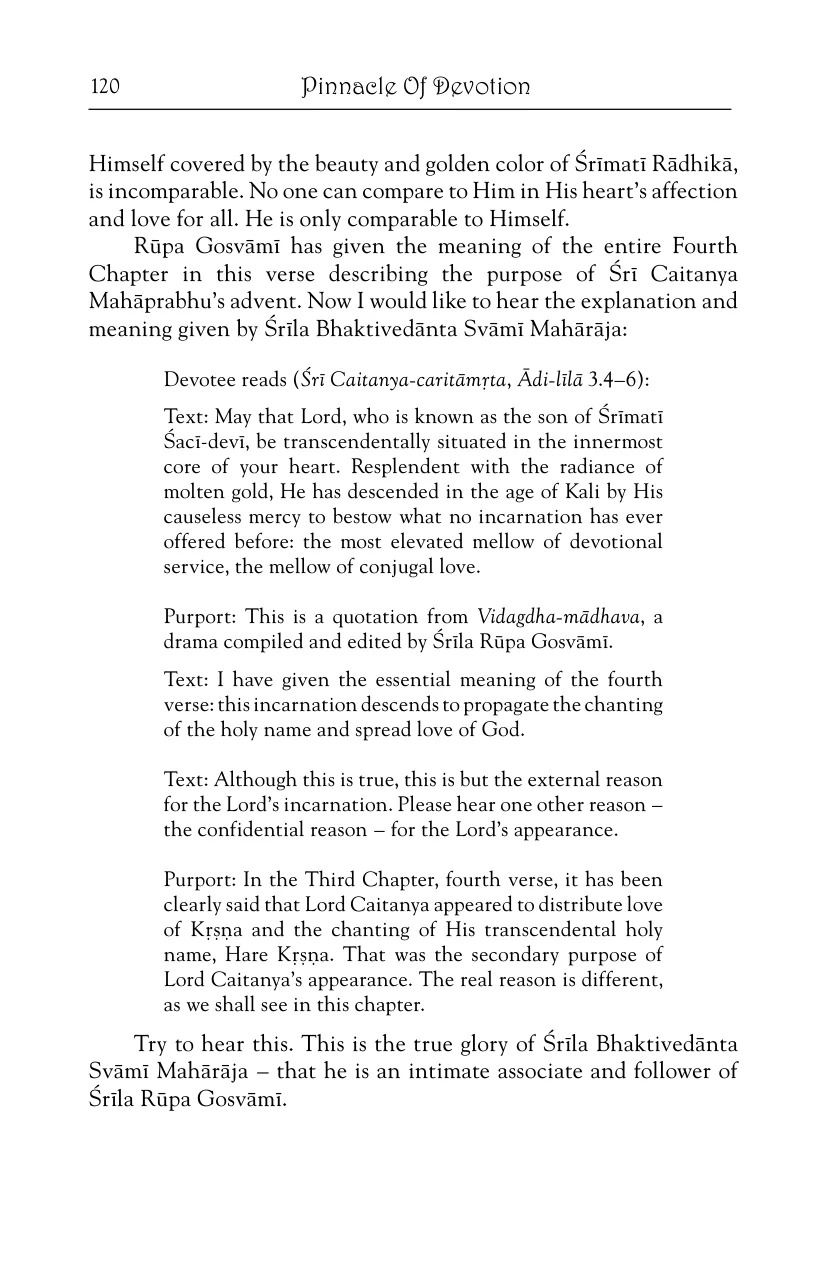 120 Pinnacle Of Devotion
Himself covered by the beauty and golden color of Śrīmatī Rādhikā,
is incomparable. No one can compare to Him in His heart's affection
and love for all. He is only comparable to Himself.
Rūpa Gosvāmī has given the meaning of the entire Fourth
Chapter in this verse describing the purpose of Śrī Caitanya
Mahāprabhu's advent. Now I would like to hear the explanation and
meaning given by Śrīla Bhaktivedānta Svāmī Mahārāja:
Devotee reads (Śrī Caitanya-caritāmṛta, Ādi-līlā 3.4–6):
Text: May that Lord, who is known as the son of Śrīmatī
Śacī-devī, be transcendentally situated in the innermost
core of your heart. Resplendent with the radiance of
molten gold, He has descended in the age of Kali by His
causeless mercy to bestow what no incarnation has ever
offered before: the most elevated mellow of devotional
service, the mellow of conjugal love.
Purport: This is a quotation from Vidagdha-mādhava, a
drama compiled and edited by Śrīla Rūpa Gosvāmī.
Text: I have given the essential meaning of the fourth
verse: this incarnation descends to propagate the chanting
of the holy name and spread love of God.
Text: Although this is true, this is but the external reason
for the Lord's incarnation. Please hear one other reason –
the confidential reason – for the Lord's appearance.
Purport: In the Third Chapter, fourth verse, it has been
clearly said that Lord Caitanya appeared to distribute love
of Kṛṣṇa and the chanting of His transcendental holy
name, Hare Kṛṣṇa. That was the secondary purpose of
Lord Caitanya's appearance. The real reason is different,
as we shall see in this chapter.
Try to hear this. This is the true glory of Śrīla Bhaktivedānta
Svāmī Mahārāja – that he is an intimate associate and follower of
Śrīla Rūpa Gosvāmī.